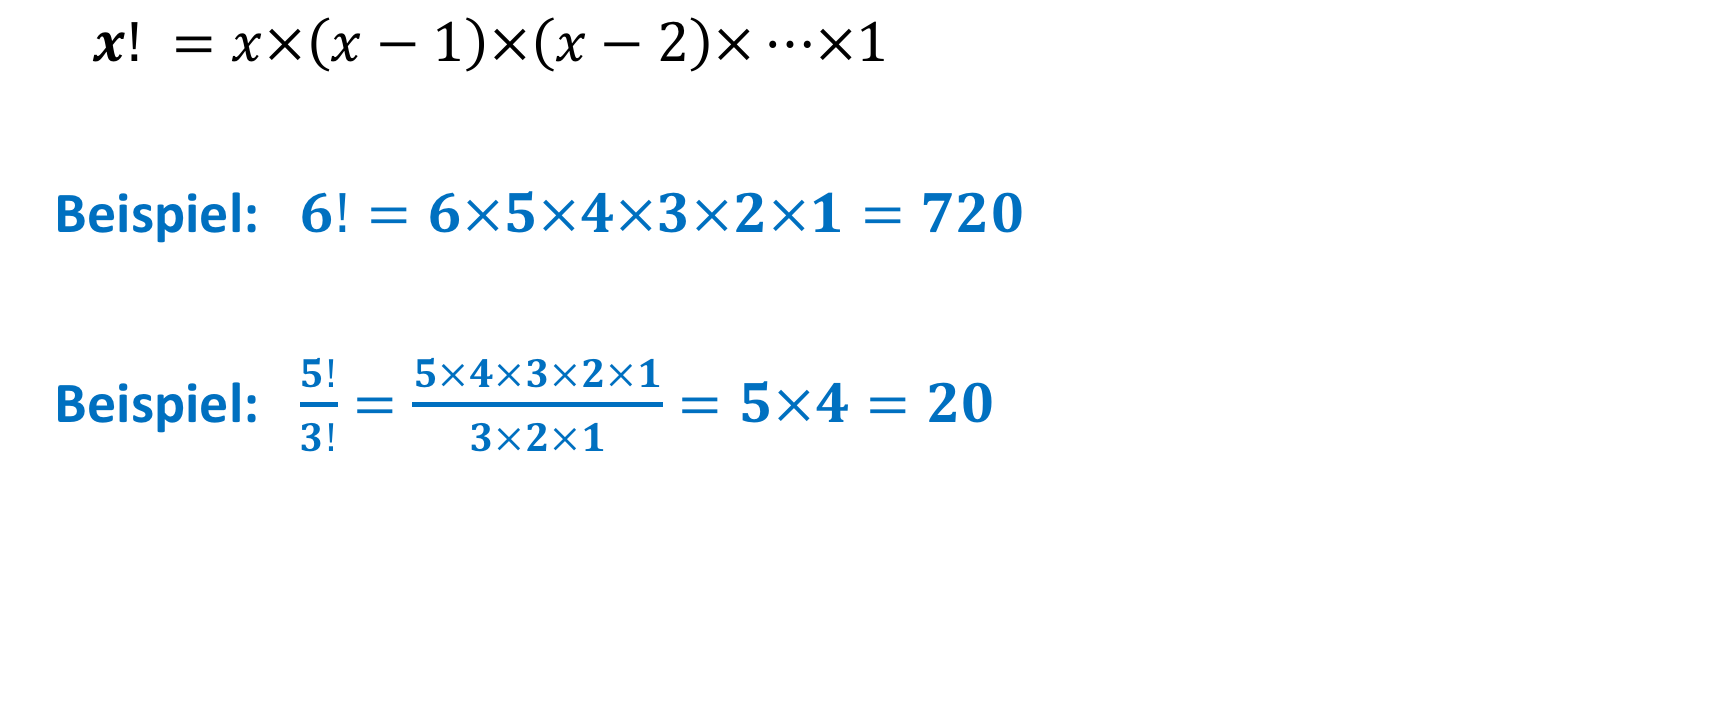 x! = x×(x − 1)×(x − 2)× ⋯×1
Beispiel: 6! = 6×5×4×3×2×1 = 720
Beispiel: 5!/3! = 5×4×3×2×1/3×2×1 = 5×4 = 20